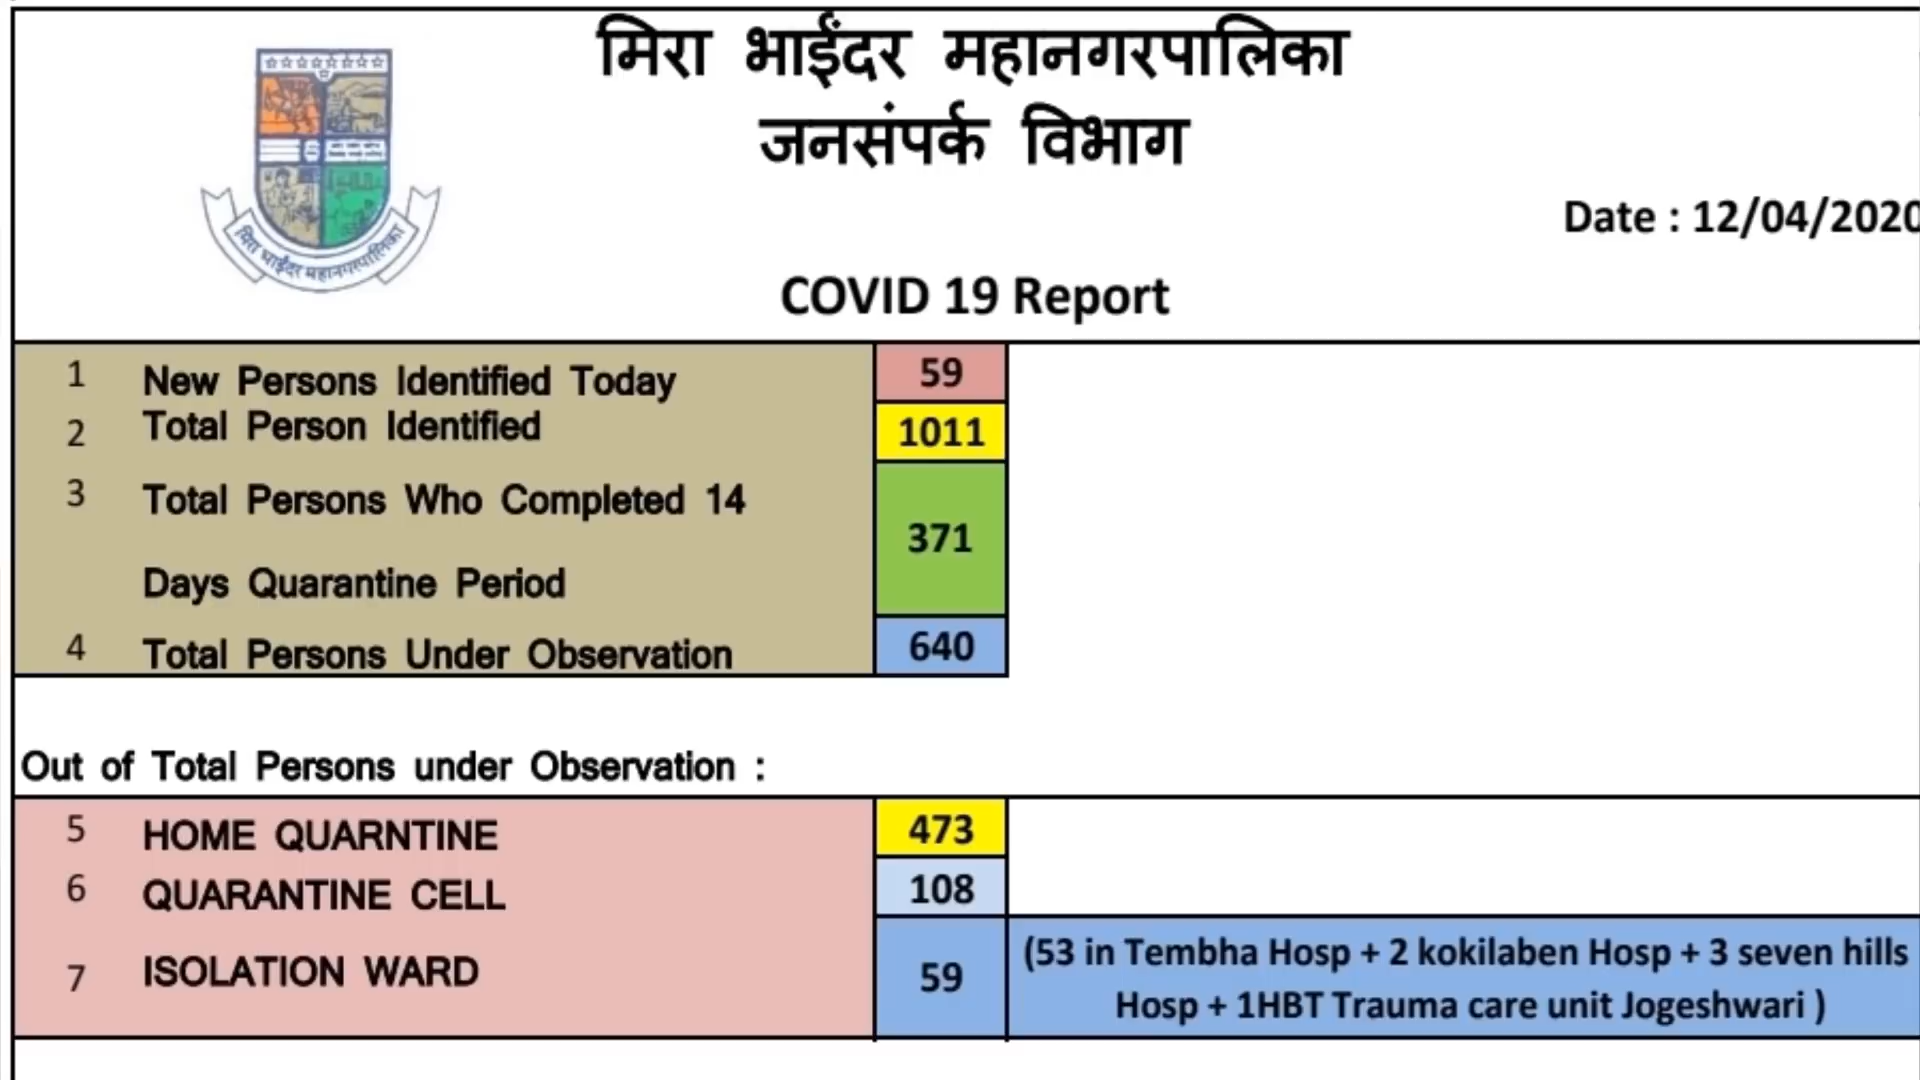 मिरा भाईंदर महानगरपालिका
जनसंपर्क विभाग
मिरा भाईंदर महानगरपालिका
Date : 12/04/2020
COVID 19 Report
1 New Persons Identified Today 59
2 Total Person Identified 1011
3 Total Persons Who Completed 14
Days Quarantine Period 371
4 Total Persons Under Observation 640
Out of Total Persons under Observation :
5 HOME QUARNTINE 473
6 QUARANTINE CELL 108
7 ISOLATION WARD 59
(53 in Tembha Hosp + 2 kokilaben Hosp + 3 seven hills
Hosp + 1HBT Trauma care unit Jogeshwari )